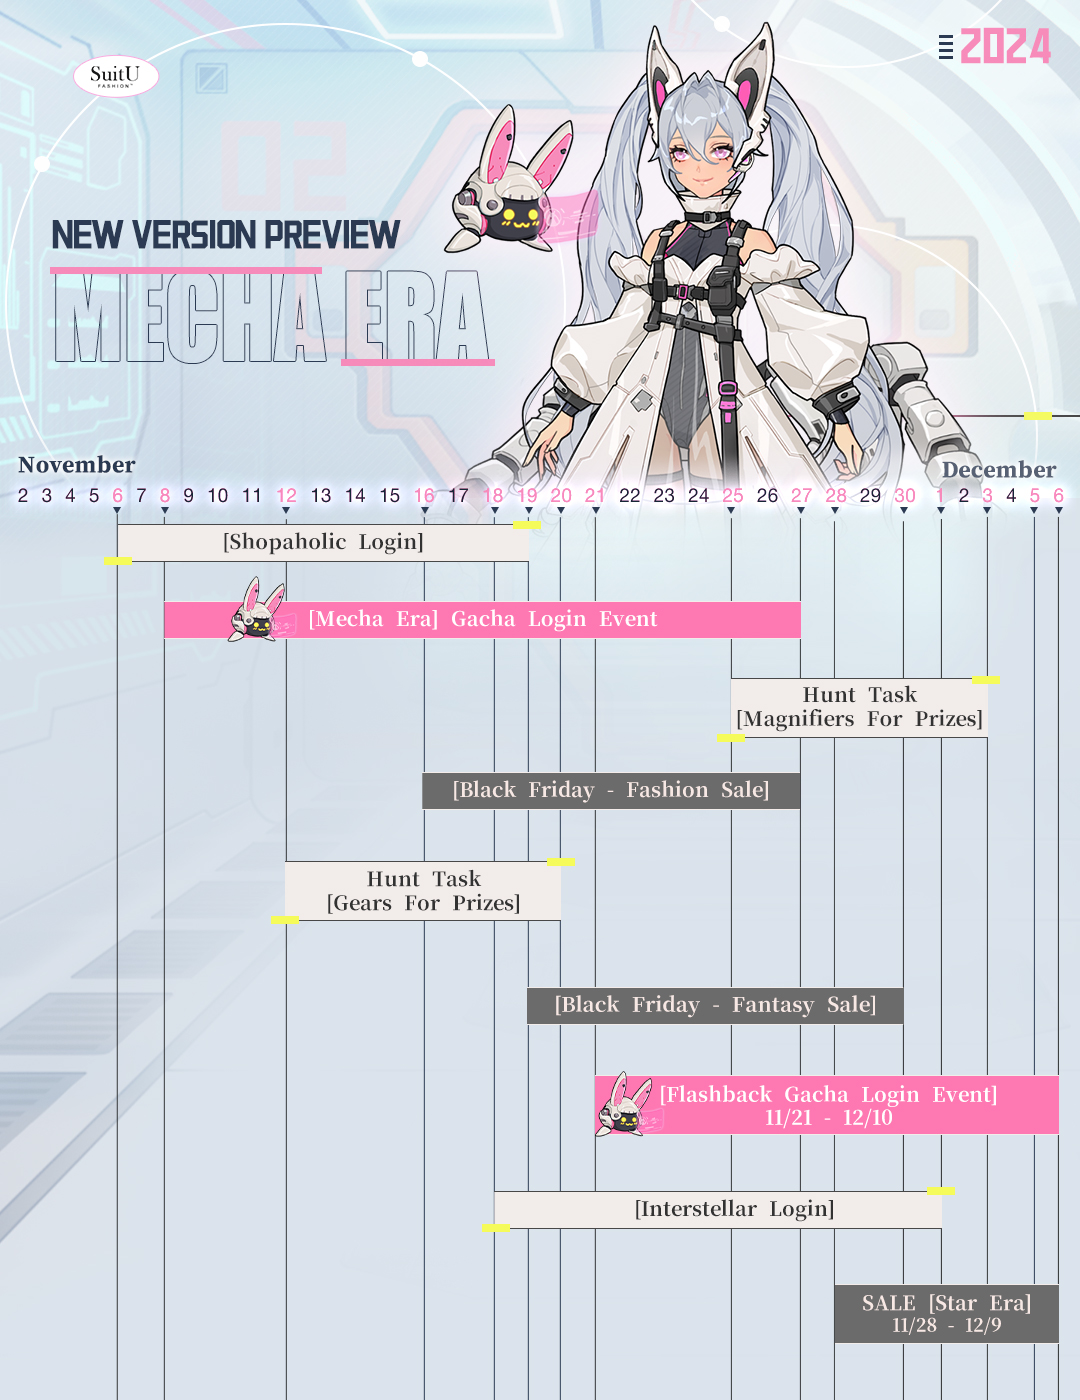 SuitU
FASHION
2024
NEW VERSION PREVIEW
MECHA ERA
November
December
2 3 4 5 6 7 8 9 10 11 12 13 14 15 16 17 18 19 20 21 22 23 24 25 26 27 28 29 30 1 2 3 4 5 6
[Shopaholic Login]
[Mecha Era] Gacha Login Event
Hunt Task
[Magnifiers For Prizes]
[Black Friday - Fashion Sale]
Hunt Task
[Gears For Prizes]
[Black Friday - Fantasy Sale]
[Flashback Gacha Login Event]
11/21 - 12/10
[Interstellar Login]
SALE [Star Era]
11/28 - 12/9